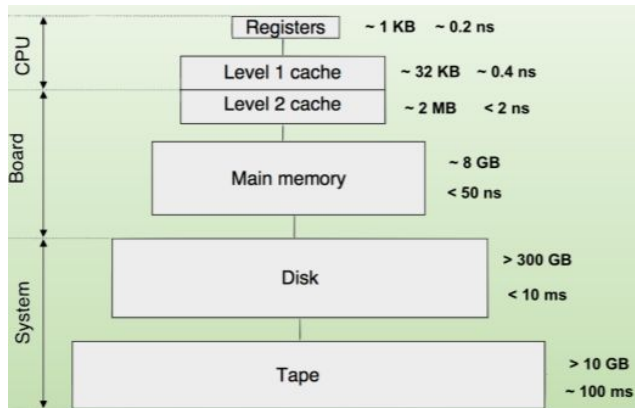 CPU
Registers ~ 1 KB ~ 0.2 ns
Level 1 cache ~ 32 KB ~ 0.4 ns
Board
Level 2 cache ~ 2 MB < 2 ns
Main memory
~ 8 GB
< 50 ns
System
Disk
> 300 GB
< 10 ms
Tape
> 10 GB
~ 100 ms